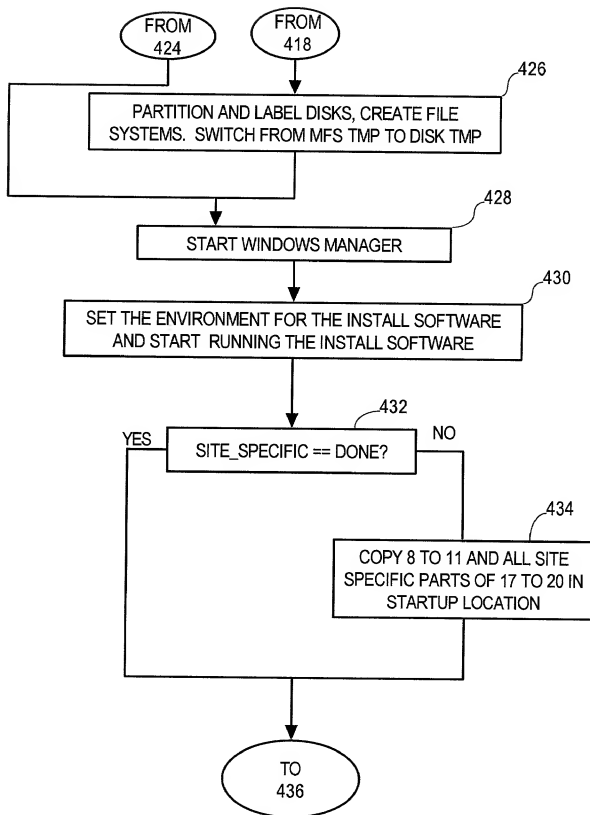 FROM
424
FROM
418
426
PARTITION AND LABEL DISKS, CREATE FILE
SYSTEMS. SWITCH FROM MFS TMP TO DISK TMP
428
START WINDOWS MANAGER
430
SET THE ENVIRONMENT FOR THE INSTALL SOFTWARE
AND START RUNNING THE INSTALL SOFTWARE
432
YES
SITE_SPECIFIC == DONE?
NO
434
COPY 8 TO 11 AND ALL SITE
SPECIFIC PARTS OF 17 TO 20 IN
STARTUP LOCATION
TO
436